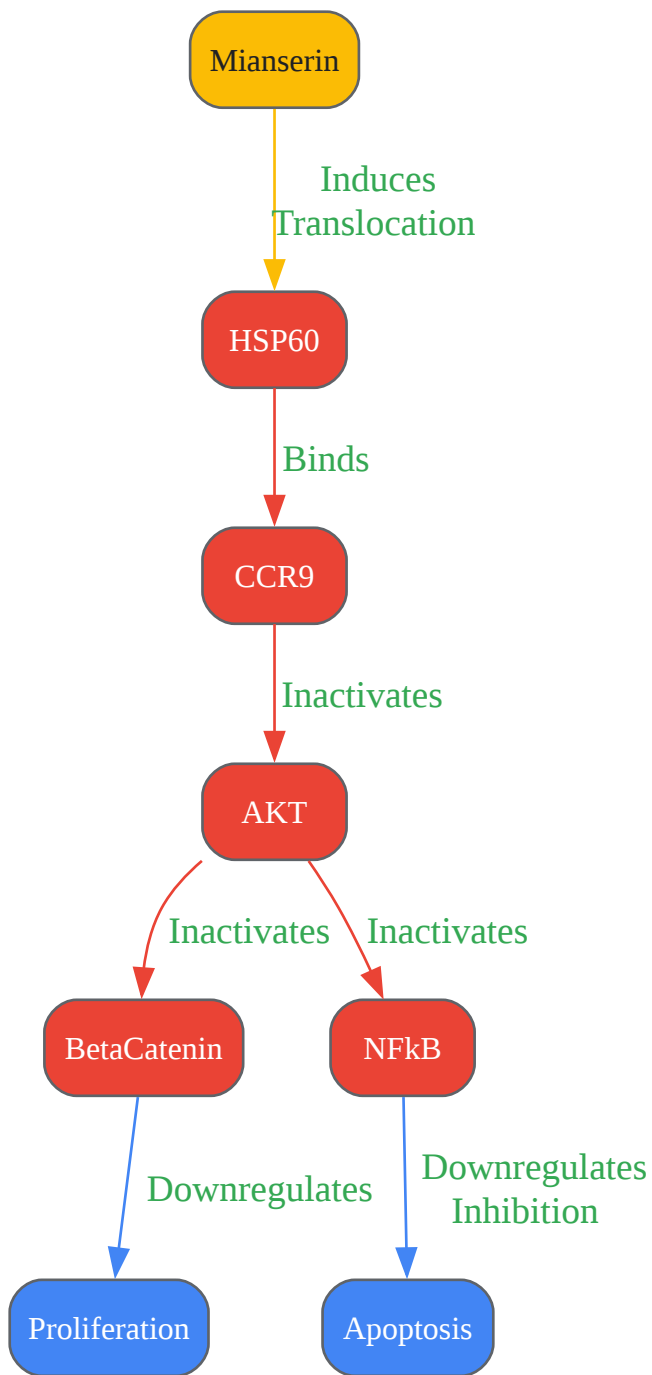 Mianserin
Induces
Translocation
HSP60
Binds
CCR9
Inactivates
AKT
Inactivates
Inactivates
BetaCatenin
NFkB
Downregulates
Downregulates
Inhibition
Proliferation
Apoptosis